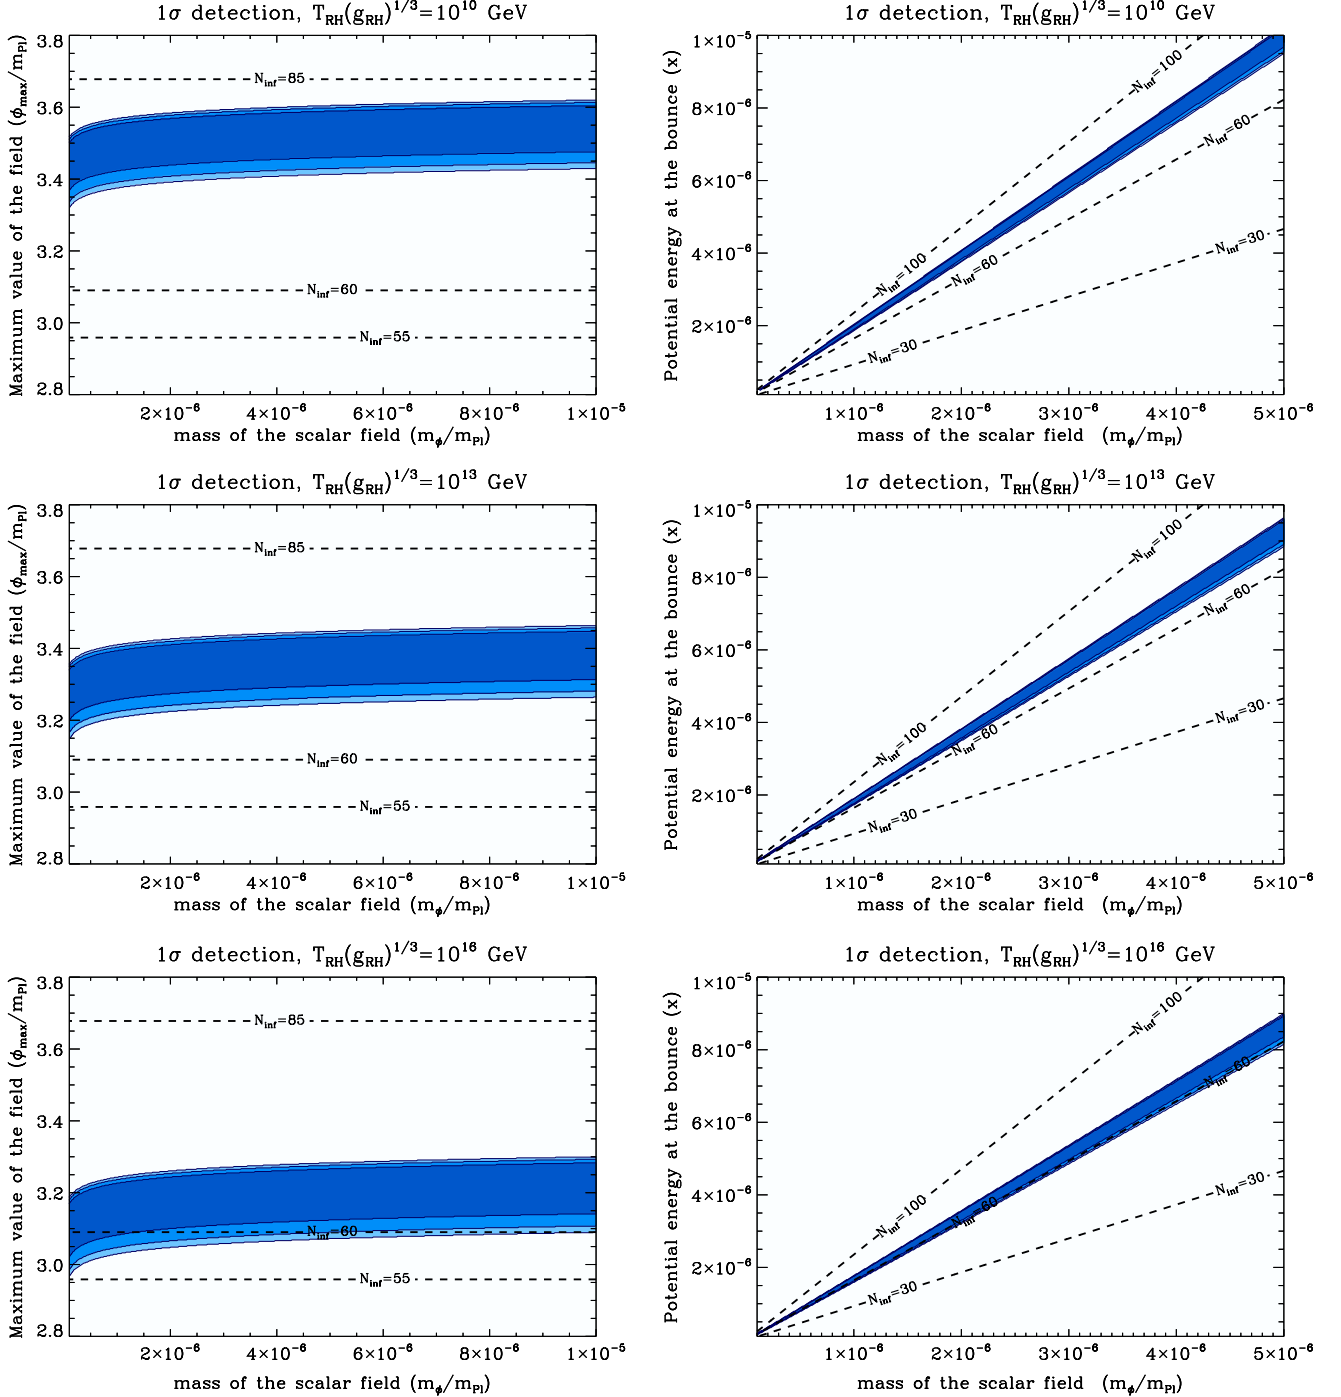 1σ detection, T_RH(g_RH)^1/3=10^10 GeV
Maximum value of the field (ϕ_max/m_Pl)
3.8
3.6
3.4
3.2
3.0
2.8
N_inf=85
N_inf=60
N_inf=55
2×10^-6
4×10^-6
6×10^-6
8×10^-6
1×10^-5
mass of the scalar field (m_ϕ/m_Pl)
1σ detection, T_RH(g_RH)^1/3=10^10 GeV
Potential energy at the bounce (x)
1×10^-5
8×10^-6
6×10^-6
4×10^-6
2×10^-6
N_inf=100
N_inf=60
N_inf=30
N_inf=100
N_inf=60
N_inf=30
1×10^-6
2×10^-6
3×10^-6
4×10^-6
5×10^-6
mass of the scalar field (m_ϕ/m_Pl)
1σ detection, T_RH(g_RH)^1/3=10^13 GeV
Maximum value of the field (ϕ_max/m_Pl)
3.8
3.6
3.4
3.2
3.0
2.8
N_inf=85
N_inf=60
N_inf=55
2×10^-6
4×10^-6
6×10^-6
8×10^-6
1×10^-5
mass of the scalar field (m_ϕ/m_Pl)
1σ detection, T_RH(g_RH)^1/3=10^13 GeV
Potential energy at the bounce (x)
1×10^-5
8×10^-6
6×10^-6
4×10^-6
2×10^-6
N_inf=100
N_inf=60
N_inf=30
N_inf=100
N_inf=60
N_inf=30
1×10^-6
2×10^-6
3×10^-6
4×10^-6
5×10^-6
mass of the scalar field (m_ϕ/m_Pl)
1σ detection, T_RH(g_RH)^1/3=10^16 GeV
Maximum value of the field (ϕ_max/m_Pl)
3.8
3.6
3.4
3.2
3.0
2.8
N_inf=85
N_inf=60
N_inf=55
2×10^-6
4×10^-6
6×10^-6
8×10^-6
1×10^-5
mass of the scalar field (m_ϕ/m_Pl)
1σ detection, T_RH(g_RH)^1/3=10^16 GeV
Potential energy at the bounce (x)
1×10^-5
8×10^-6
6×10^-6
4×10^-6
2×10^-6
N_inf=100
N_inf=60
N_inf=30
N_inf=100
N_inf=60
N_inf=30
1×10^-6
2×10^-6
3×10^-6
4×10^-6
5×10^-6
mass of the scalar field (m_ϕ/m_Pl)